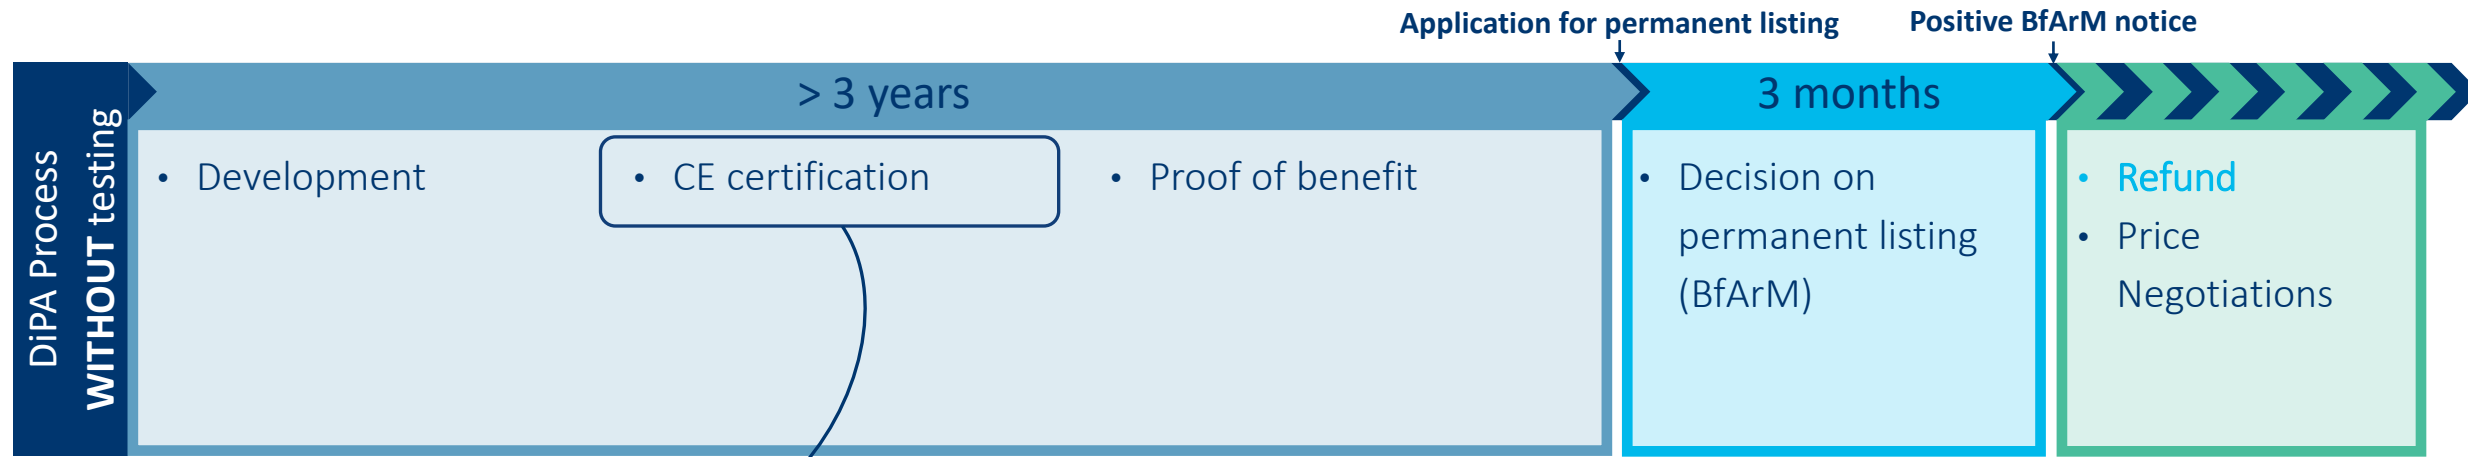 Application for permanent listing
Positive BfArM notice
DiPA Process
WITHOUT testing
> 3 years
3 months
• Development
• CE certification
• Proof of benefit
• Decision on
permanent listing
(BfArM)
• Refund
• Price
Negotiations